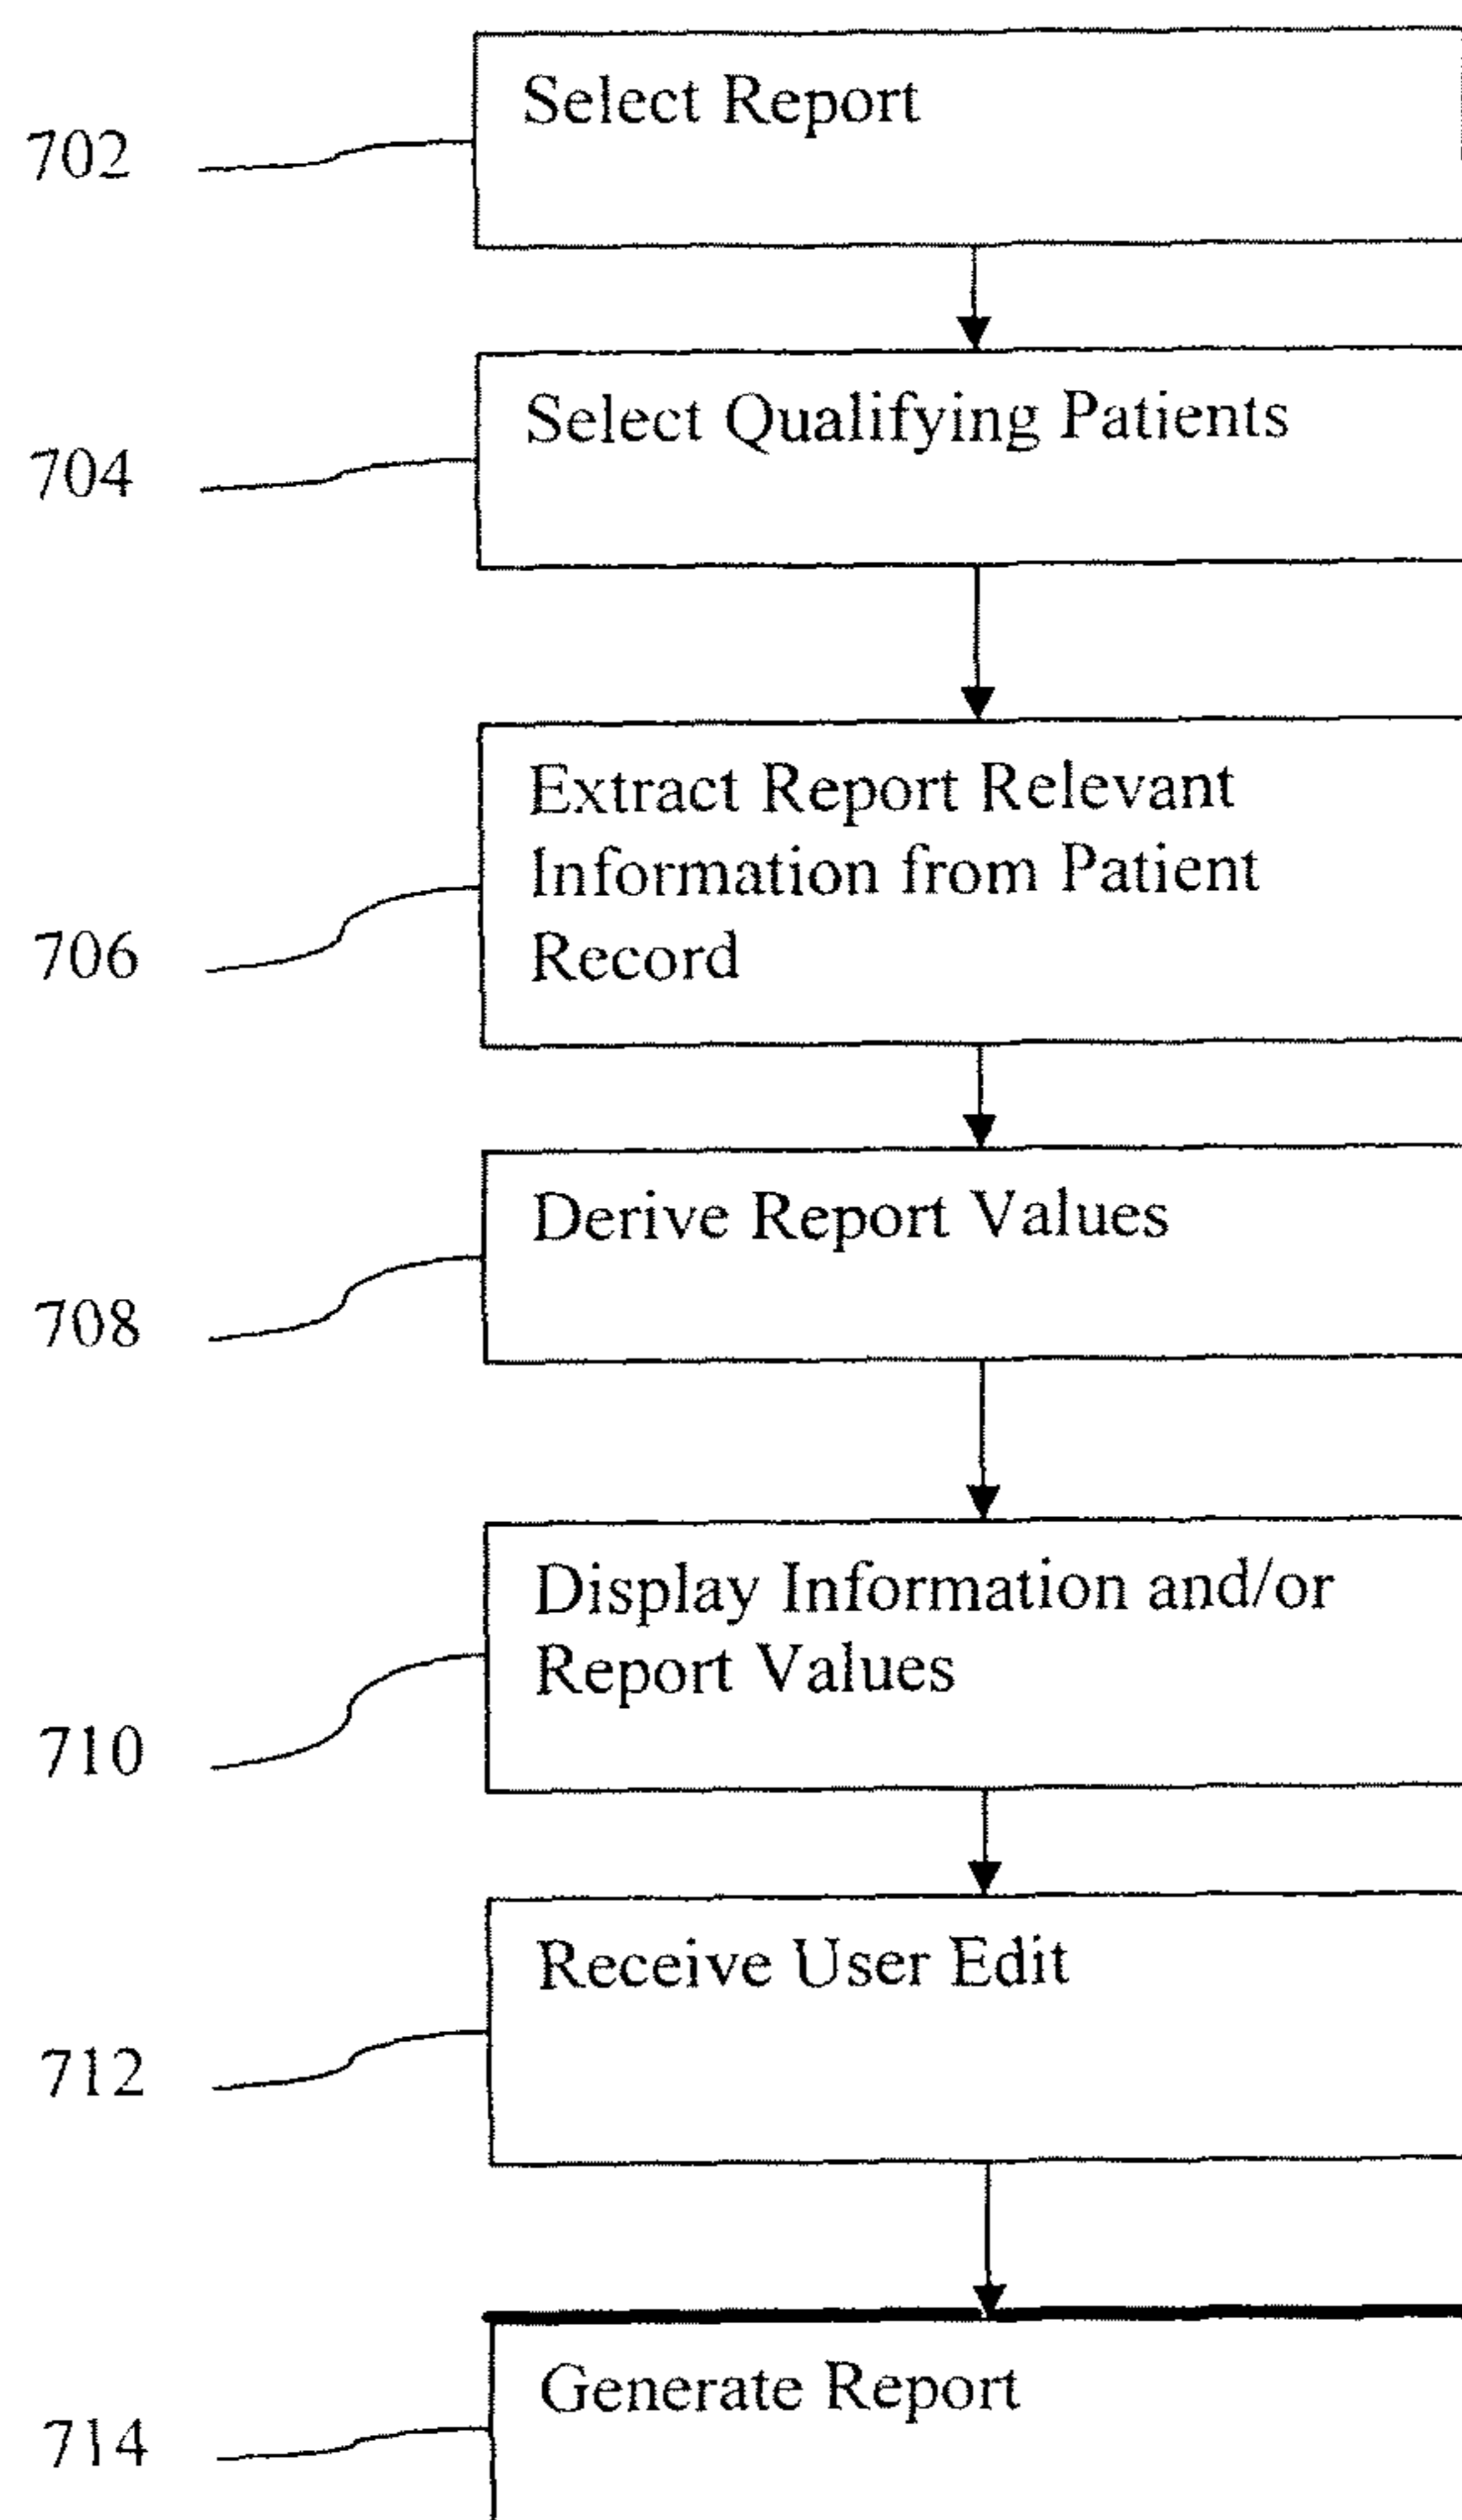 Select Report
702
Select Qualifying Patients
704
Extract Report Relevant
Information from Patient
Record
706
Derive Report Values
708
Display Information and/or
Report Values
710
Receive User Edit
712
Generate Report
714